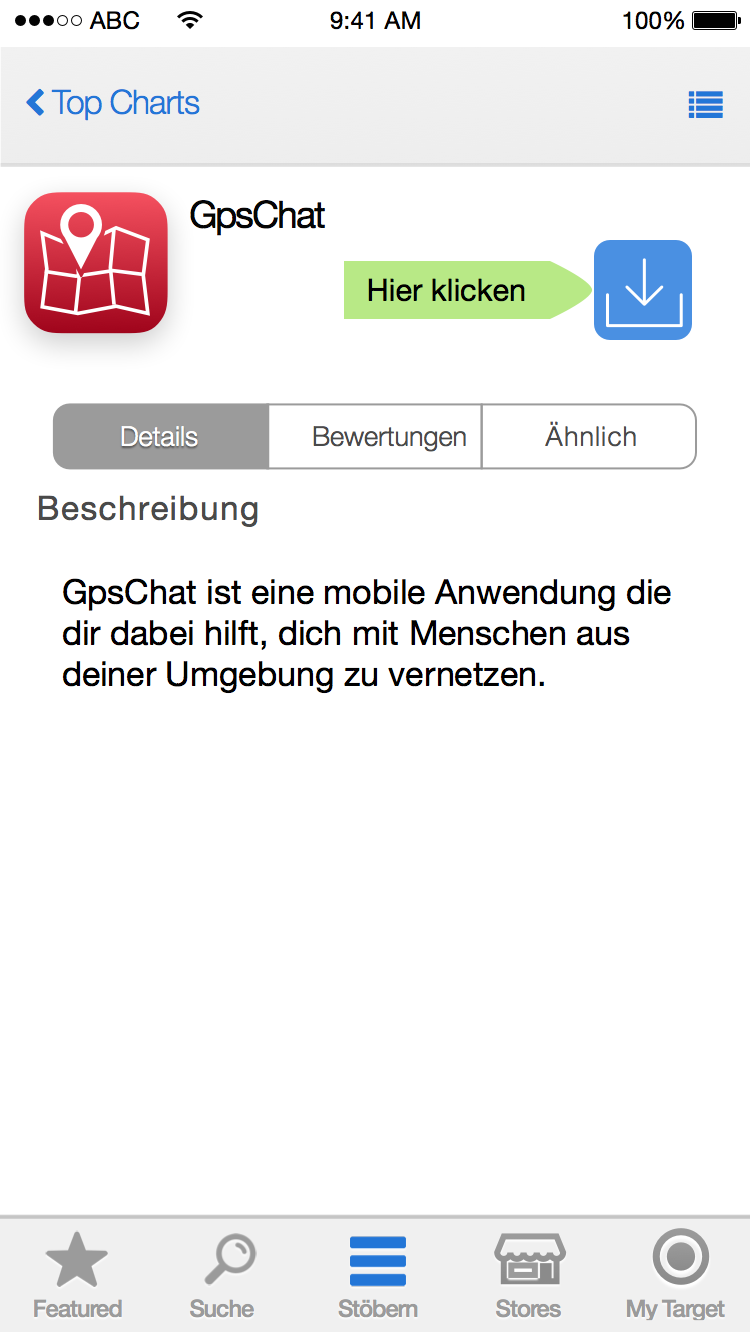 ABC 9:41 AM 100%
Top Charts
GpsChat
Hier klicken
Details Bewertungen Ähnlich
Beschreibung
GpsChat ist eine mobile Anwendung die
dir dabei hilft, dich mit Menschen aus
deiner Umgebung zu vernetzen.
Featured Suche Stöbern Stores My Target